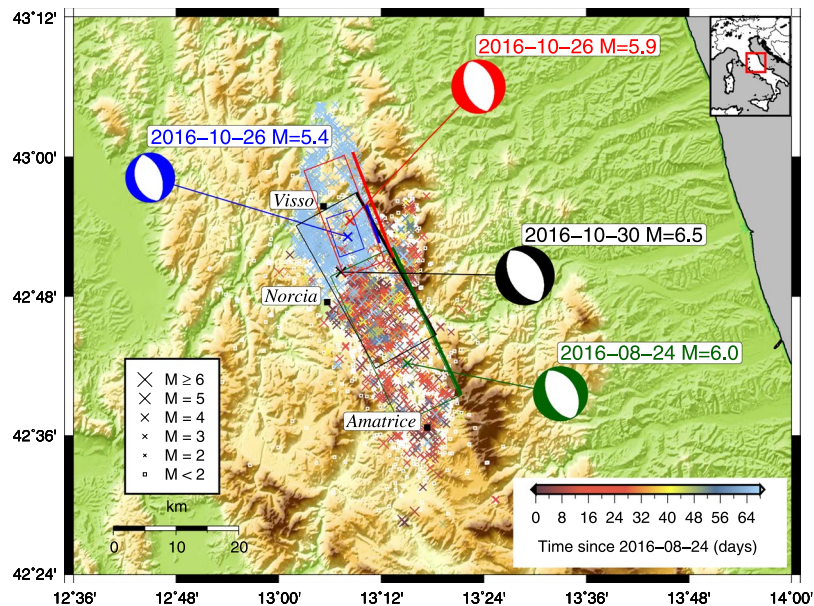 43°12'
2016−10−26 M=5.9
2016−10−26 M=5.4
43°00'
Visso
2016−10−30 M=6.5
42°48'
Norcia
2016−08−24 M=6.0
M ≥ 6
M = 5
M = 4
M = 3
M = 2
M < 2
Amatrice
42°36'
km
0 10 20
0 8 16 24 32 40 48 56 64
Time since 2016−08−24 (days)
42°24'
12°36' 12°48' 13°00' 13°12' 13°24' 13°36' 13°48' 14°00'